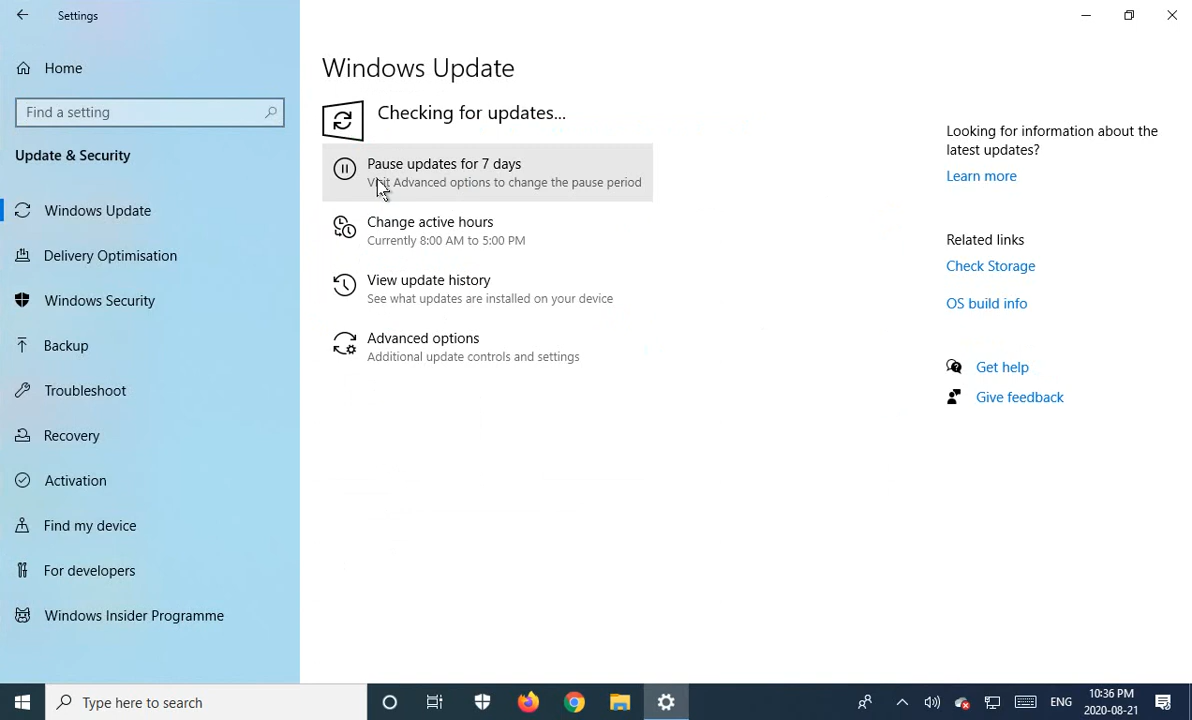 Settings
Home
Find a setting
Update & Security
Windows Update
Delivery Optimisation
Windows Security
Backup
Troubleshoot
Recovery
Activation
Find my device
For developers
Windows Insider Programme
Windows Update
Checking for updates...
Pause updates for 7 days
Visit Advanced options to change the pause period
Change active hours
Currently 8:00 AM to 5:00 PM
View update history
See what updates are installed on your device
Advanced options
Additional update controls and settings
Looking for information about the
latest updates?
Learn more
Related links
Check Storage
OS build info
Get help
Give feedback
Type here to search
ENG
10:36 PM
2020-08-21